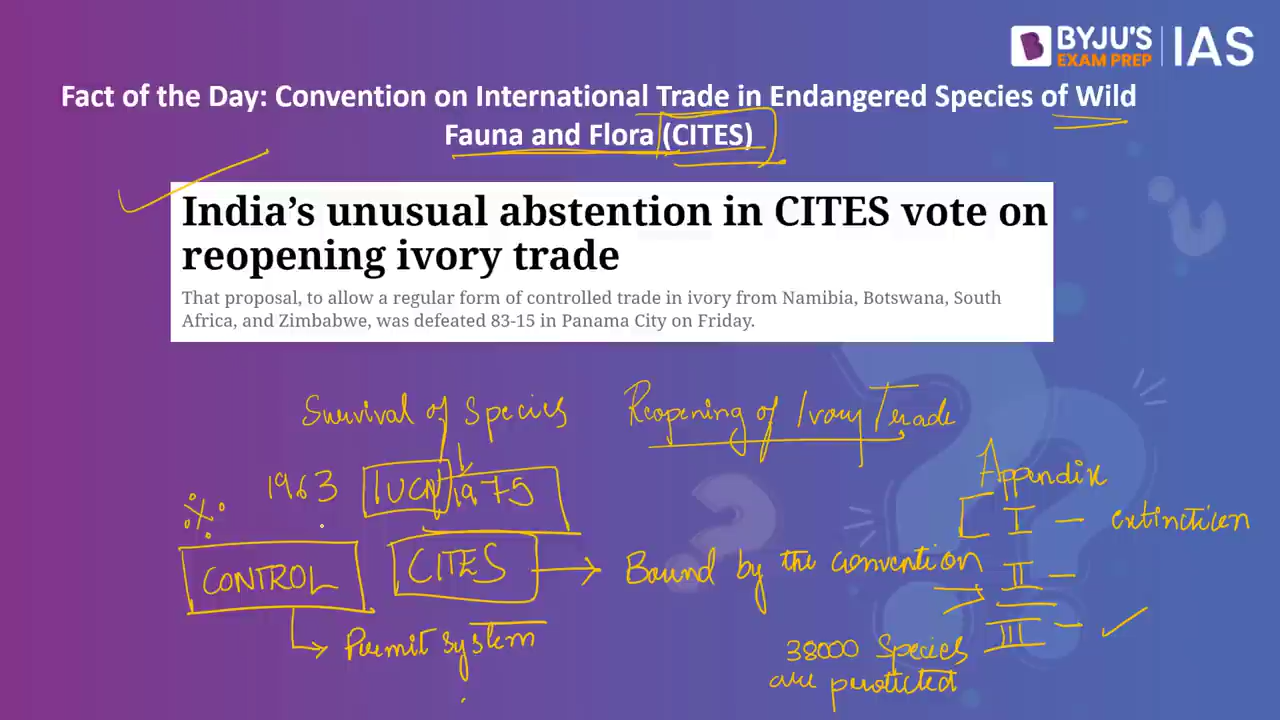 BYJU'S
EXAM PREP
IAS
Fact of the Day: Convention on International Trade in Endangered Species of Wild
Fauna and Flora (CITES)
India's unusual abstention in CITES vote on
reopening ivory trade
That proposal, to allow a regular form of controlled trade in ivory from Namibia, Botswana, South
Africa, and Zimbabwe, was defeated 83-15 in Panama City on Friday.
Survival of Species
Reopening of Ivory Trade
1963 IUCN 1975
Appendix
I – extinction
CONTROL
CITES
Bound by the convention
II –
Permit system
III –
38000 Species
are protected